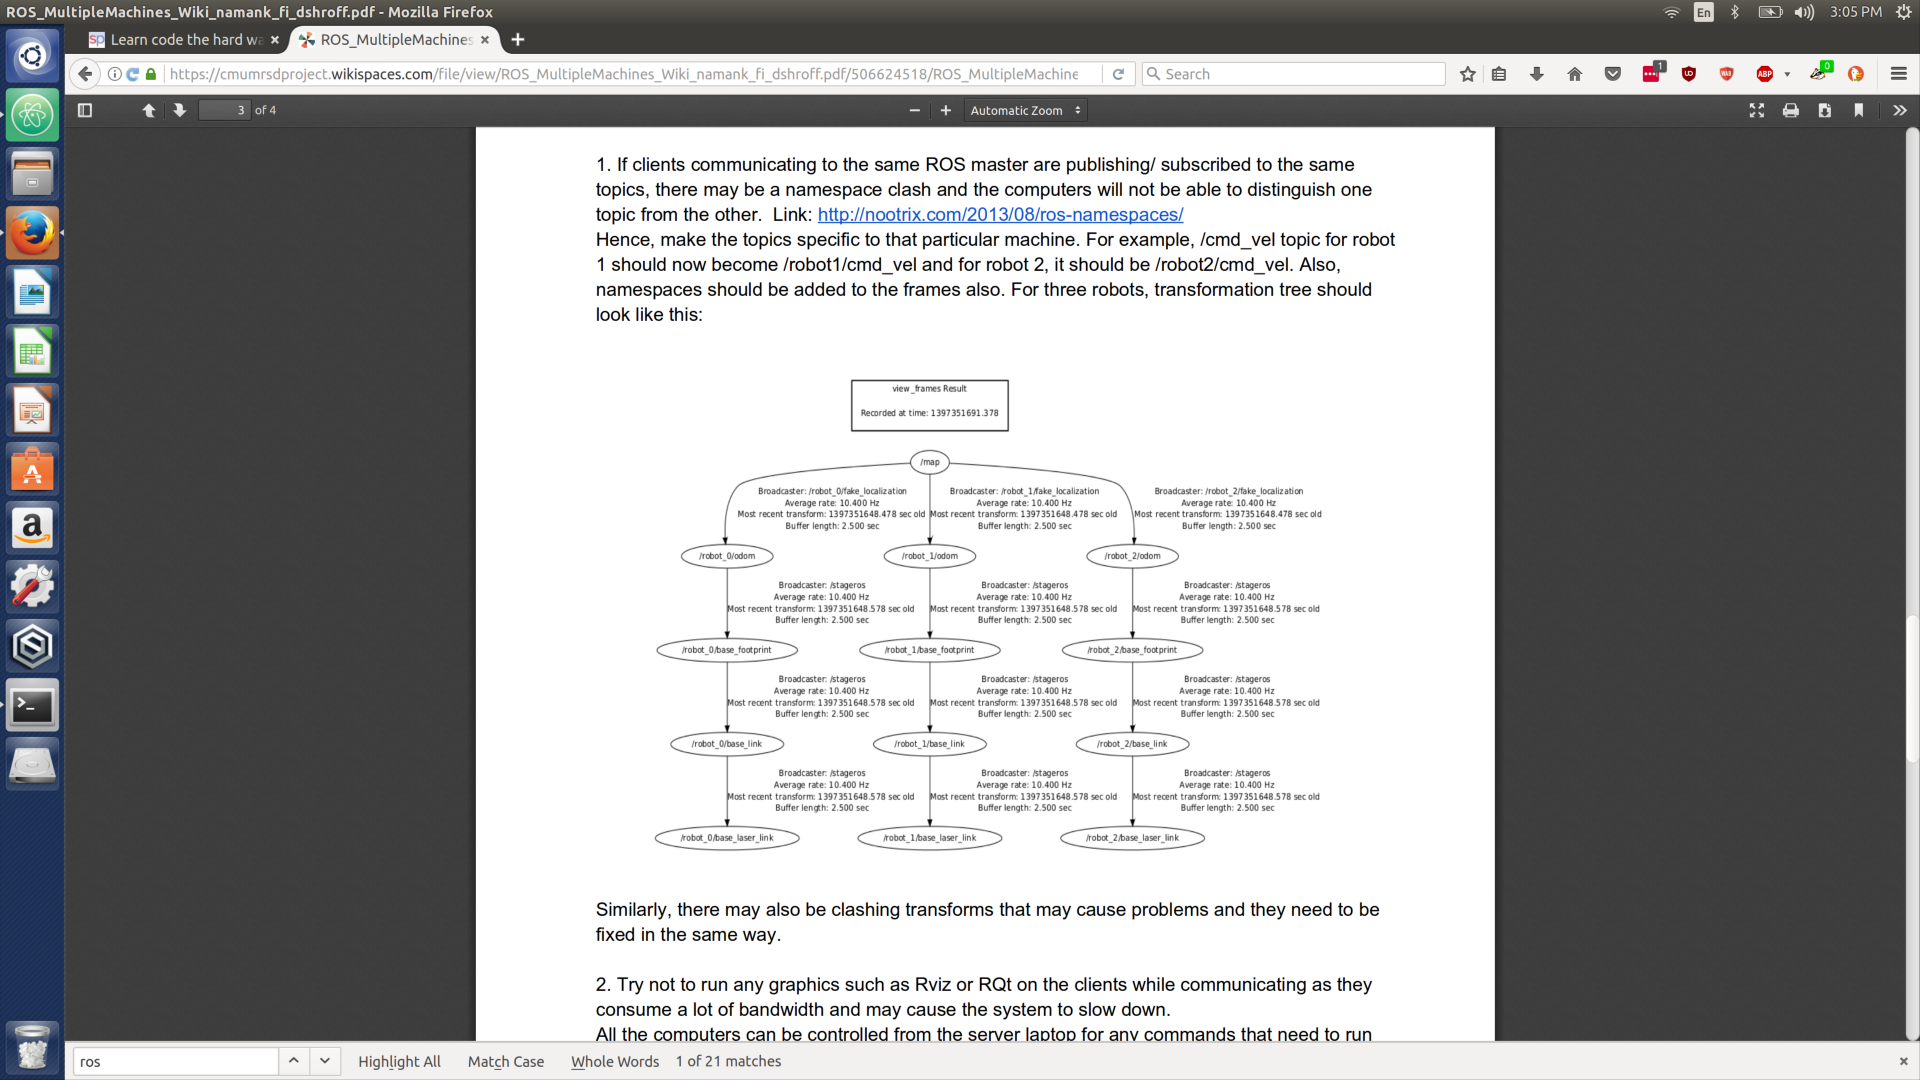 ROS_MultipleMachines_Wiki_namank_fi_dshroff.pdf - Mozilla Firefox
En
3:05 PM
Learn code the hard wa
ROS_MultipleMachines
https://cmumrsdproject.wikispaces.com/file/view/ROS_MultipleMachines_Wiki_namank_fi_dshroff.pdf/506624518/ROS_MultipleMachine
Search
1
ABP
0
3 of 4
Automatic Zoom
1. If clients communicating to the same ROS master are publishing/ subscribed to the same
topics, there may be a namespace clash and the computers will not be able to distinguish one
topic from the other. Link: http://nootrix.com/2013/08/ros-namespaces/
Hence, make the topics specific to that particular machine. For example, /cmd_vel topic for robot
1 should now become /robot1/cmd_vel and for robot 2, it should be /robot2/cmd_vel. Also,
namespaces should be added to the frames also. For three robots, transformation tree should
look like this:
view_frames Result
Recorded at time: 1397351691.378
/map
Broadcaster: /robot_0/fake_localization Broadcaster: /robot_1/fake_localization Broadcaster: /robot_2/fake_localization
Average rate: 10.400 Hz Average rate: 10.400 Hz Average rate: 10.400 Hz
Most recent transform: 1397351648.478 sec old Most recent transform: 1397351648.478 sec old Most recent transform: 1397351648.478 sec old
Buffer length: 2.500 sec Buffer length: 2.500 sec Buffer length: 2.500 sec
/robot_0/odom /robot_1/odom /robot_2/odom
Broadcaster: /stageros Broadcaster: /stageros Broadcaster: /stageros
Average rate: 10.400 Hz Average rate: 10.400 Hz Average rate: 10.400 Hz
Most recent transform: 1397351648.578 sec old Most recent transform: 1397351648.578 sec old Most recent transform: 1397351648.578 sec old
Buffer length: 2.500 sec Buffer length: 2.500 sec Buffer length: 2.500 sec
/robot_0/base_footprint /robot_1/base_footprint /robot_2/base_footprint
Broadcaster: /stageros Broadcaster: /stageros Broadcaster: /stageros
Average rate: 10.400 Hz Average rate: 10.400 Hz Average rate: 10.400 Hz
Most recent transform: 1397351648.578 sec old Most recent transform: 1397351648.578 sec old Most recent transform: 1397351648.578 sec old
Buffer length: 2.500 sec Buffer length: 2.500 sec Buffer length: 2.500 sec
/robot_0/base_link /robot_1/base_link /robot_2/base_link
Broadcaster: /stageros Broadcaster: /stageros Broadcaster: /stageros
Average rate: 10.400 Hz Average rate: 10.400 Hz Average rate: 10.400 Hz
Most recent transform: 1397351648.578 sec old Most recent transform: 1397351648.578 sec old Most recent transform: 1397351648.578 sec old
Buffer length: 2.500 sec Buffer length: 2.500 sec Buffer length: 2.500 sec
/robot_0/base_laser_link /robot_1/base_laser_link /robot_2/base_laser_link
Similarly, there may also be clashing transforms that may cause problems and they need to be
fixed in the same way.
2. Try not to run any graphics such as Rviz or RQt on the clients while communicating as they
consume a lot of bandwidth and may cause the system to slow down.
All the computers can be controlled from the server laptop for any commands that need to run
ros
Highlight All
Match Case
Whole Words
1 of 21 matches